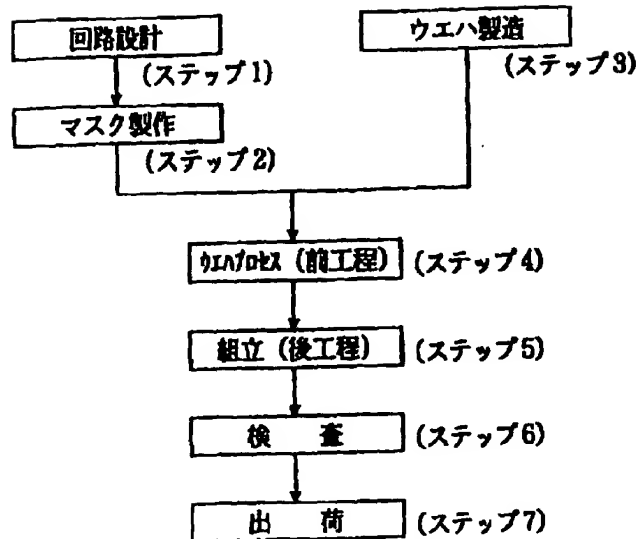 回路設計
(ステップ1)
ウエハ製造
(ステップ3)
マスク製作
(ステップ2)
ウエハプロセス (前工程)
(ステップ4)
組立 (後工程)
(ステップ5)
検 査
(ステップ6)
出 荷
(ステップ7)